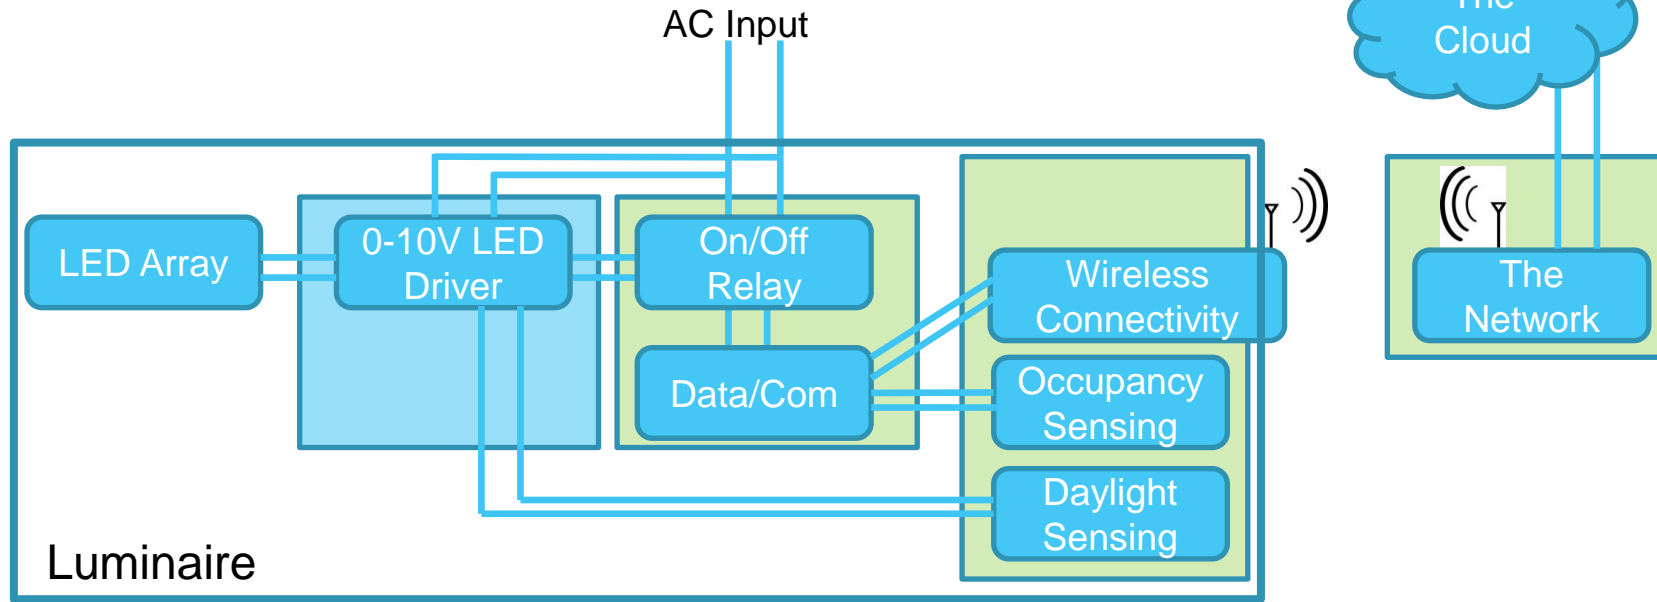 AC Input
The
Cloud
LED Array
0-10V LED
Driver
On/Off
Relay
Wireless
Connectivity
The
Network
Data/Com
Occupancy
Sensing
Daylight
Sensing
Luminaire